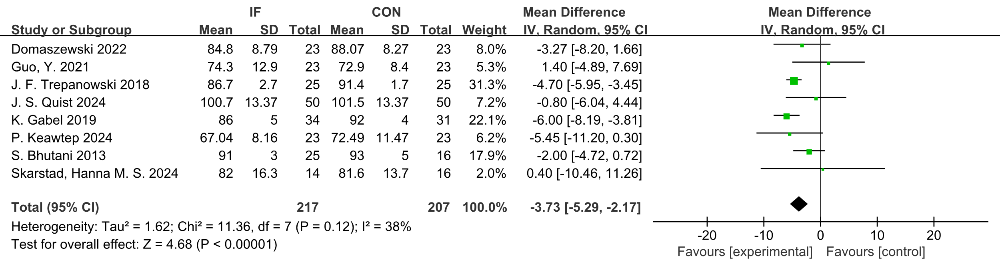 IF CON Mean Difference Mean Difference
Study or Subgroup Mean SD Total Mean SD Total Weight IV, Random, 95% CI IV, Random, 95% CI
Domaszewski 2022 84.8 8.79 23 88.07 8.27 23 8.0% -3.27 [-8.20, 1.66]
Guo, Y. 2021 74.3 12.9 23 72.9 8.4 23 5.3% 1.40 [-4.89, 7.69]
J. F. Trepanowski 2018 86.7 2.7 25 91.4 1.7 25 31.3% -4.70 [-5.95, -3.45]
J. S. Quist 2024 100.7 13.37 50 101.5 13.37 50 7.2% -0.80 [-6.04, 4.44]
K. Gabel 2019 86 5 34 92 4 31 22.1% -6.00 [-8.19, -3.81]
P. Keawtep 2024 67.04 8.16 23 72.49 11.47 23 6.2% -5.45 [-11.20, 0.30]
S. Bhutani 2013 91 3 25 93 5 16 17.9% -2.00 [-4.72, 0.72]
Skarstad, Hanna M. S. 2024 82 16.3 14 81.6 13.7 16 2.0% 0.40 [-10.46, 11.26]
Total (95% CI) 217 207 100.0% -3.73 [-5.29, -2.17]
Heterogeneity: Tau² = 1.62; Chi² = 11.36, df = 7 (P = 0.12); I² = 38%
Test for overall effect: Z = 4.68 (P < 0.00001)
-20 -10 0 10 20
Favours [experimental] Favours [control]